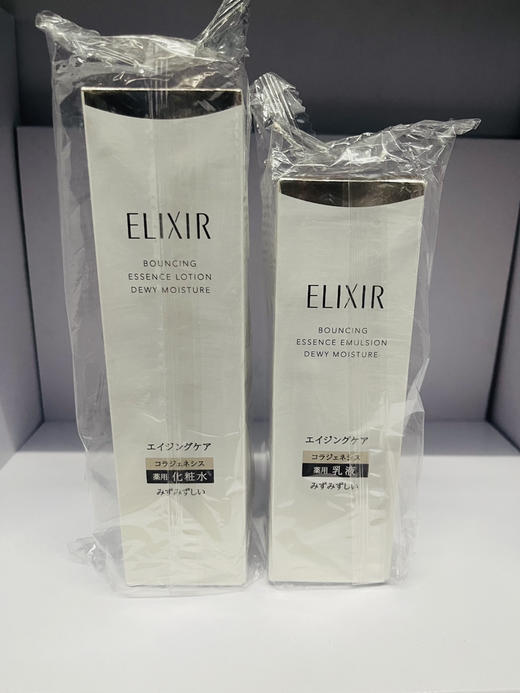 ELIXIR
BOUNCING
ESSENCE LOTION
DEWY MOISTURE
エイジングケア
コラジェネシス
薬用 化粧水
みずみずしい
ELIXIR
BOUNCING
ESSENCE EMULSION
DEWY MOISTURE
エイジングケア
コラジェネシス
薬用 乳液
みずみずしい